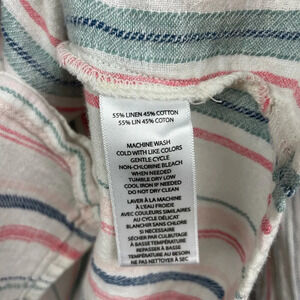 55% LINEN 45% COTTON
55% LIN 45% COTON
MACHINE WASH
COLD WITH LIKE COLORS
GENTLE CYCLE
NON-CHLORINE BLEACH
WHEN NEEDED
TUMBLE DRY LOW
COOL IRON IF NEEDED
DO NOT DRY CLEAN
LAVER À LA MACHINE
À L'EAU FROIDE
AVEC COULEURS SIMILAIRES
AU CYCLE DÉLICAT
BLANCHIR SANS CHLORE
SI NECESSAIRE
SÉCHER PAR CULBUTAGE
À BASSE TEMPÉRATURE
REPASSER À BASSE
TEMPÉRATURE AU BESOIN
NE PAS NETTOYER À SEC